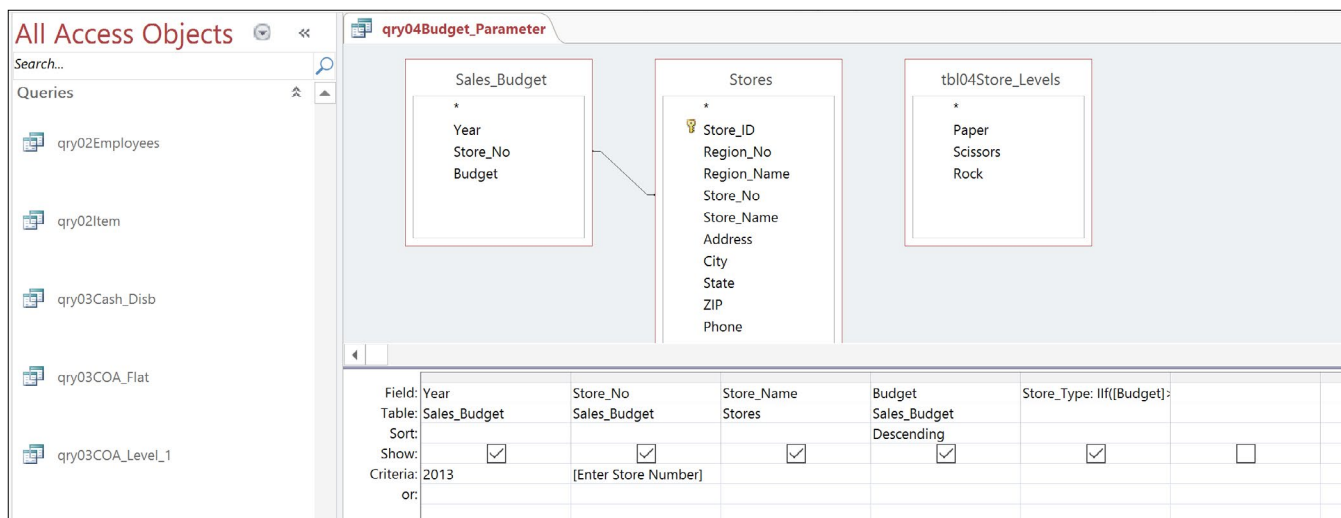 All Access Objects
Search...
Queries
qry02Employees
qry02Item
qry03Cash_Disb
qry03COA_Flat
qry03COA_Level_1
qry04Budget_Parameter
Sales_Budget
*
Year
Store_No
Budget
Stores
*
Store_ID
Region_No
Region_Name
Store_No
Store_Name
Address
City
State
ZIP
Phone
tbl04Store_Levels
*
Paper
Scissors
Rock
Field: Year Store_No Store_Name Budget Store_Type: IIf([Budget]>
Table: Sales_Budget Sales_Budget Stores Sales_Budget
Sort: Descending
Show:
Criteria: 2013 [Enter Store Number]
or: